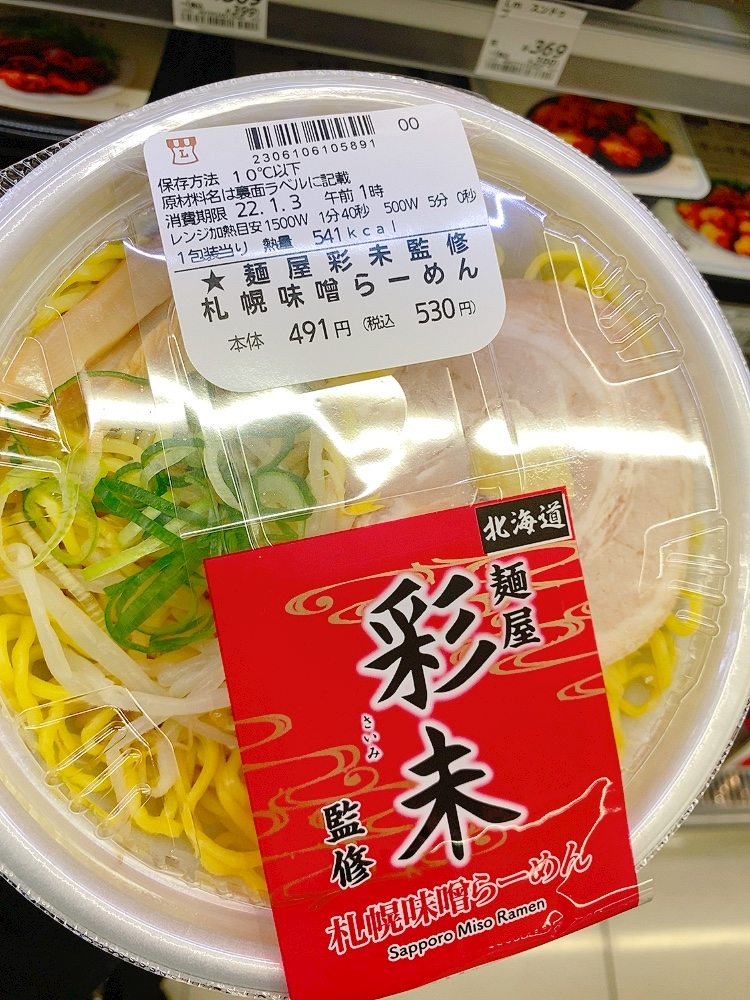 369
L
00
2306106105891
保存方法 10℃以下
原材料名は裏面ラベルに記載
消費期限 22.1.3 午前1時
レンジ加熱目安1500W 1分40秒 500W 5分 0秒
1包装当り 熱量 541kcal
★麺屋彩未監修
札幌味噌らーめん
本体 491円(税込 530円)
北海道
麺屋
彩未
さいみ
監修
札幌味噌らーめん
Sapporo Miso Ramen